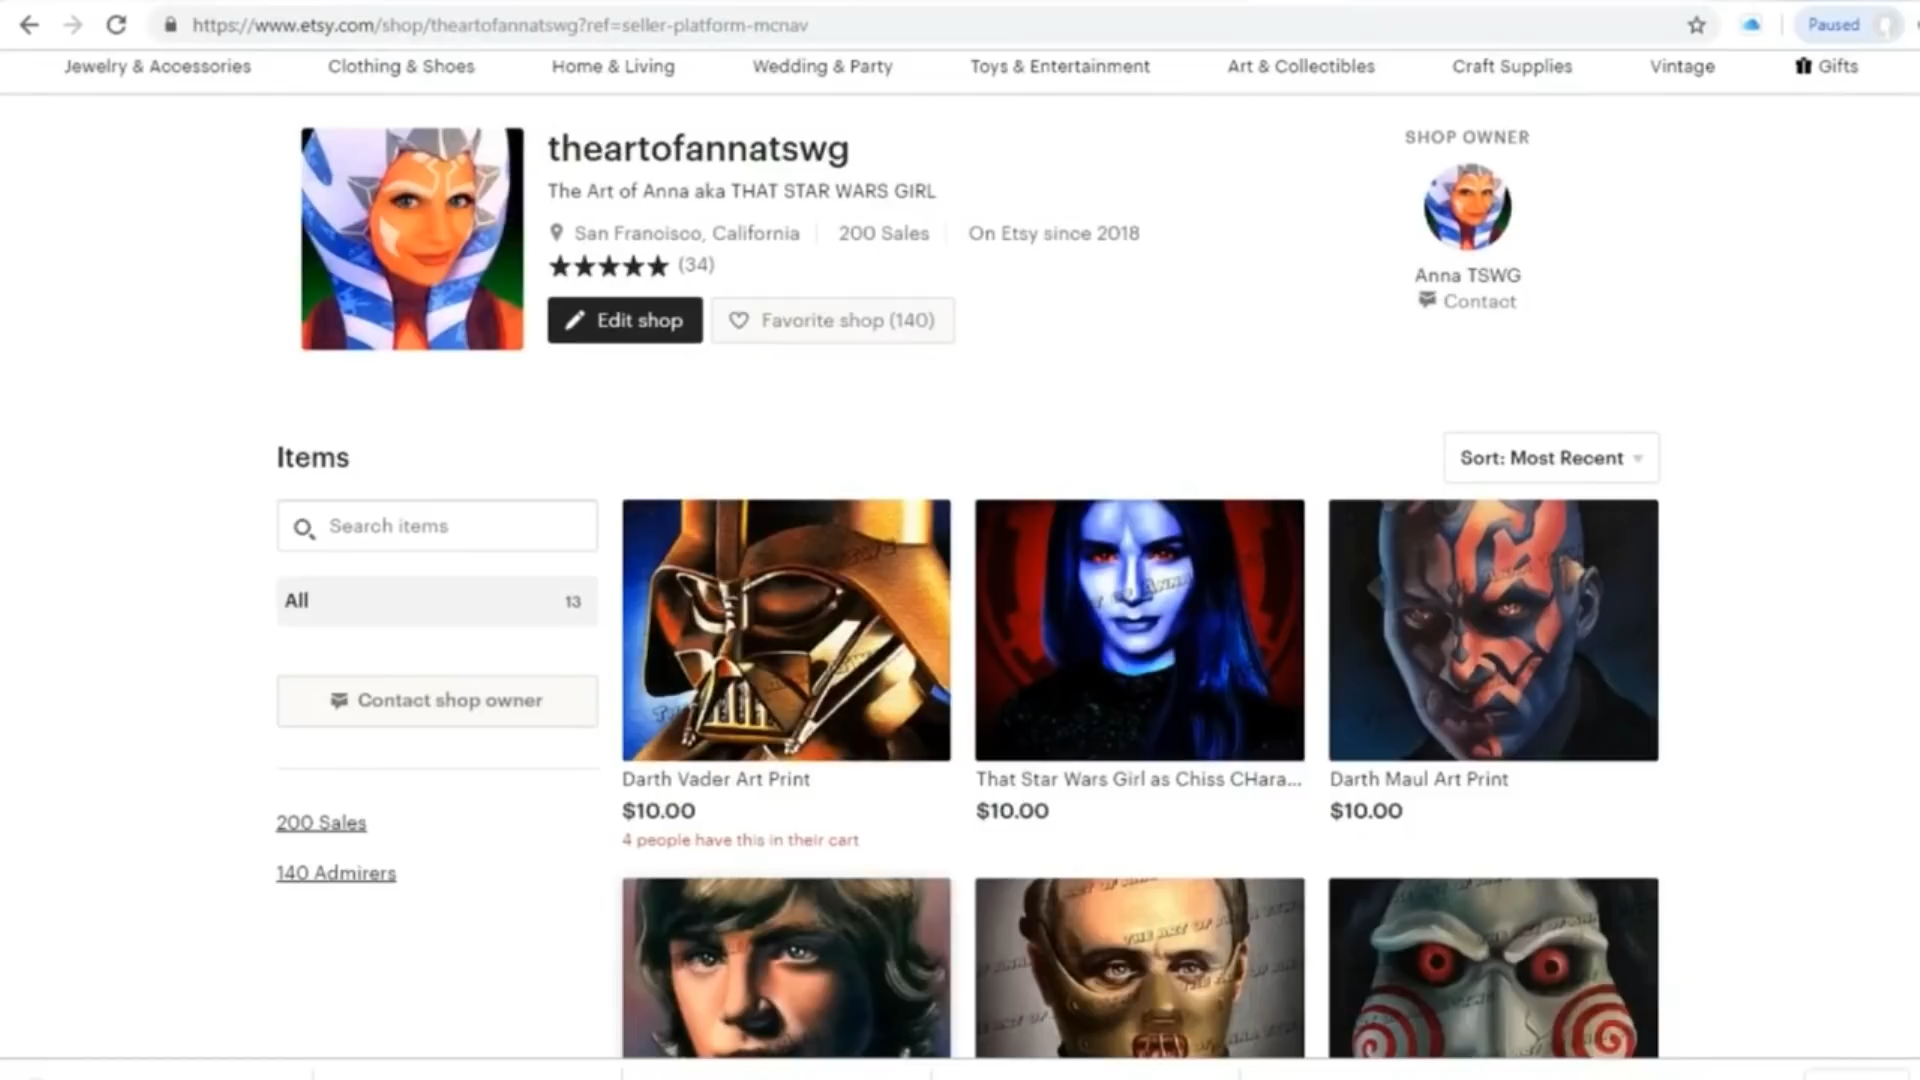 https://www.etsy.com/shop/theartofannatswg?ref=seller-platform-mcnav
Paused
Jewelry & Accessories
Clothing & Shoes
Home & Living
Wedding & Party
Toys & Entertainment
Art & Collectibles
Craft Supplies
Vintage
Gifts
theartofannatswg
The Art of Anna aka THAT STAR WARS GIRL
San Francisco, California
200 Sales
On Etsy since 2018
(34)
Edit shop
Favorite shop (140)
SHOP OWNER
Anna TSWG
Contact
Items
Sort: Most Recent
Search items
All
13
Contact shop owner
200 Sales
140 Admirers
Darth Vader Art Print
$10.00
4 people have this in their cart
That Star Wars Girl as Chiss CHara...
$10.00
Darth Maul Art Print
$10.00
THE ART OF